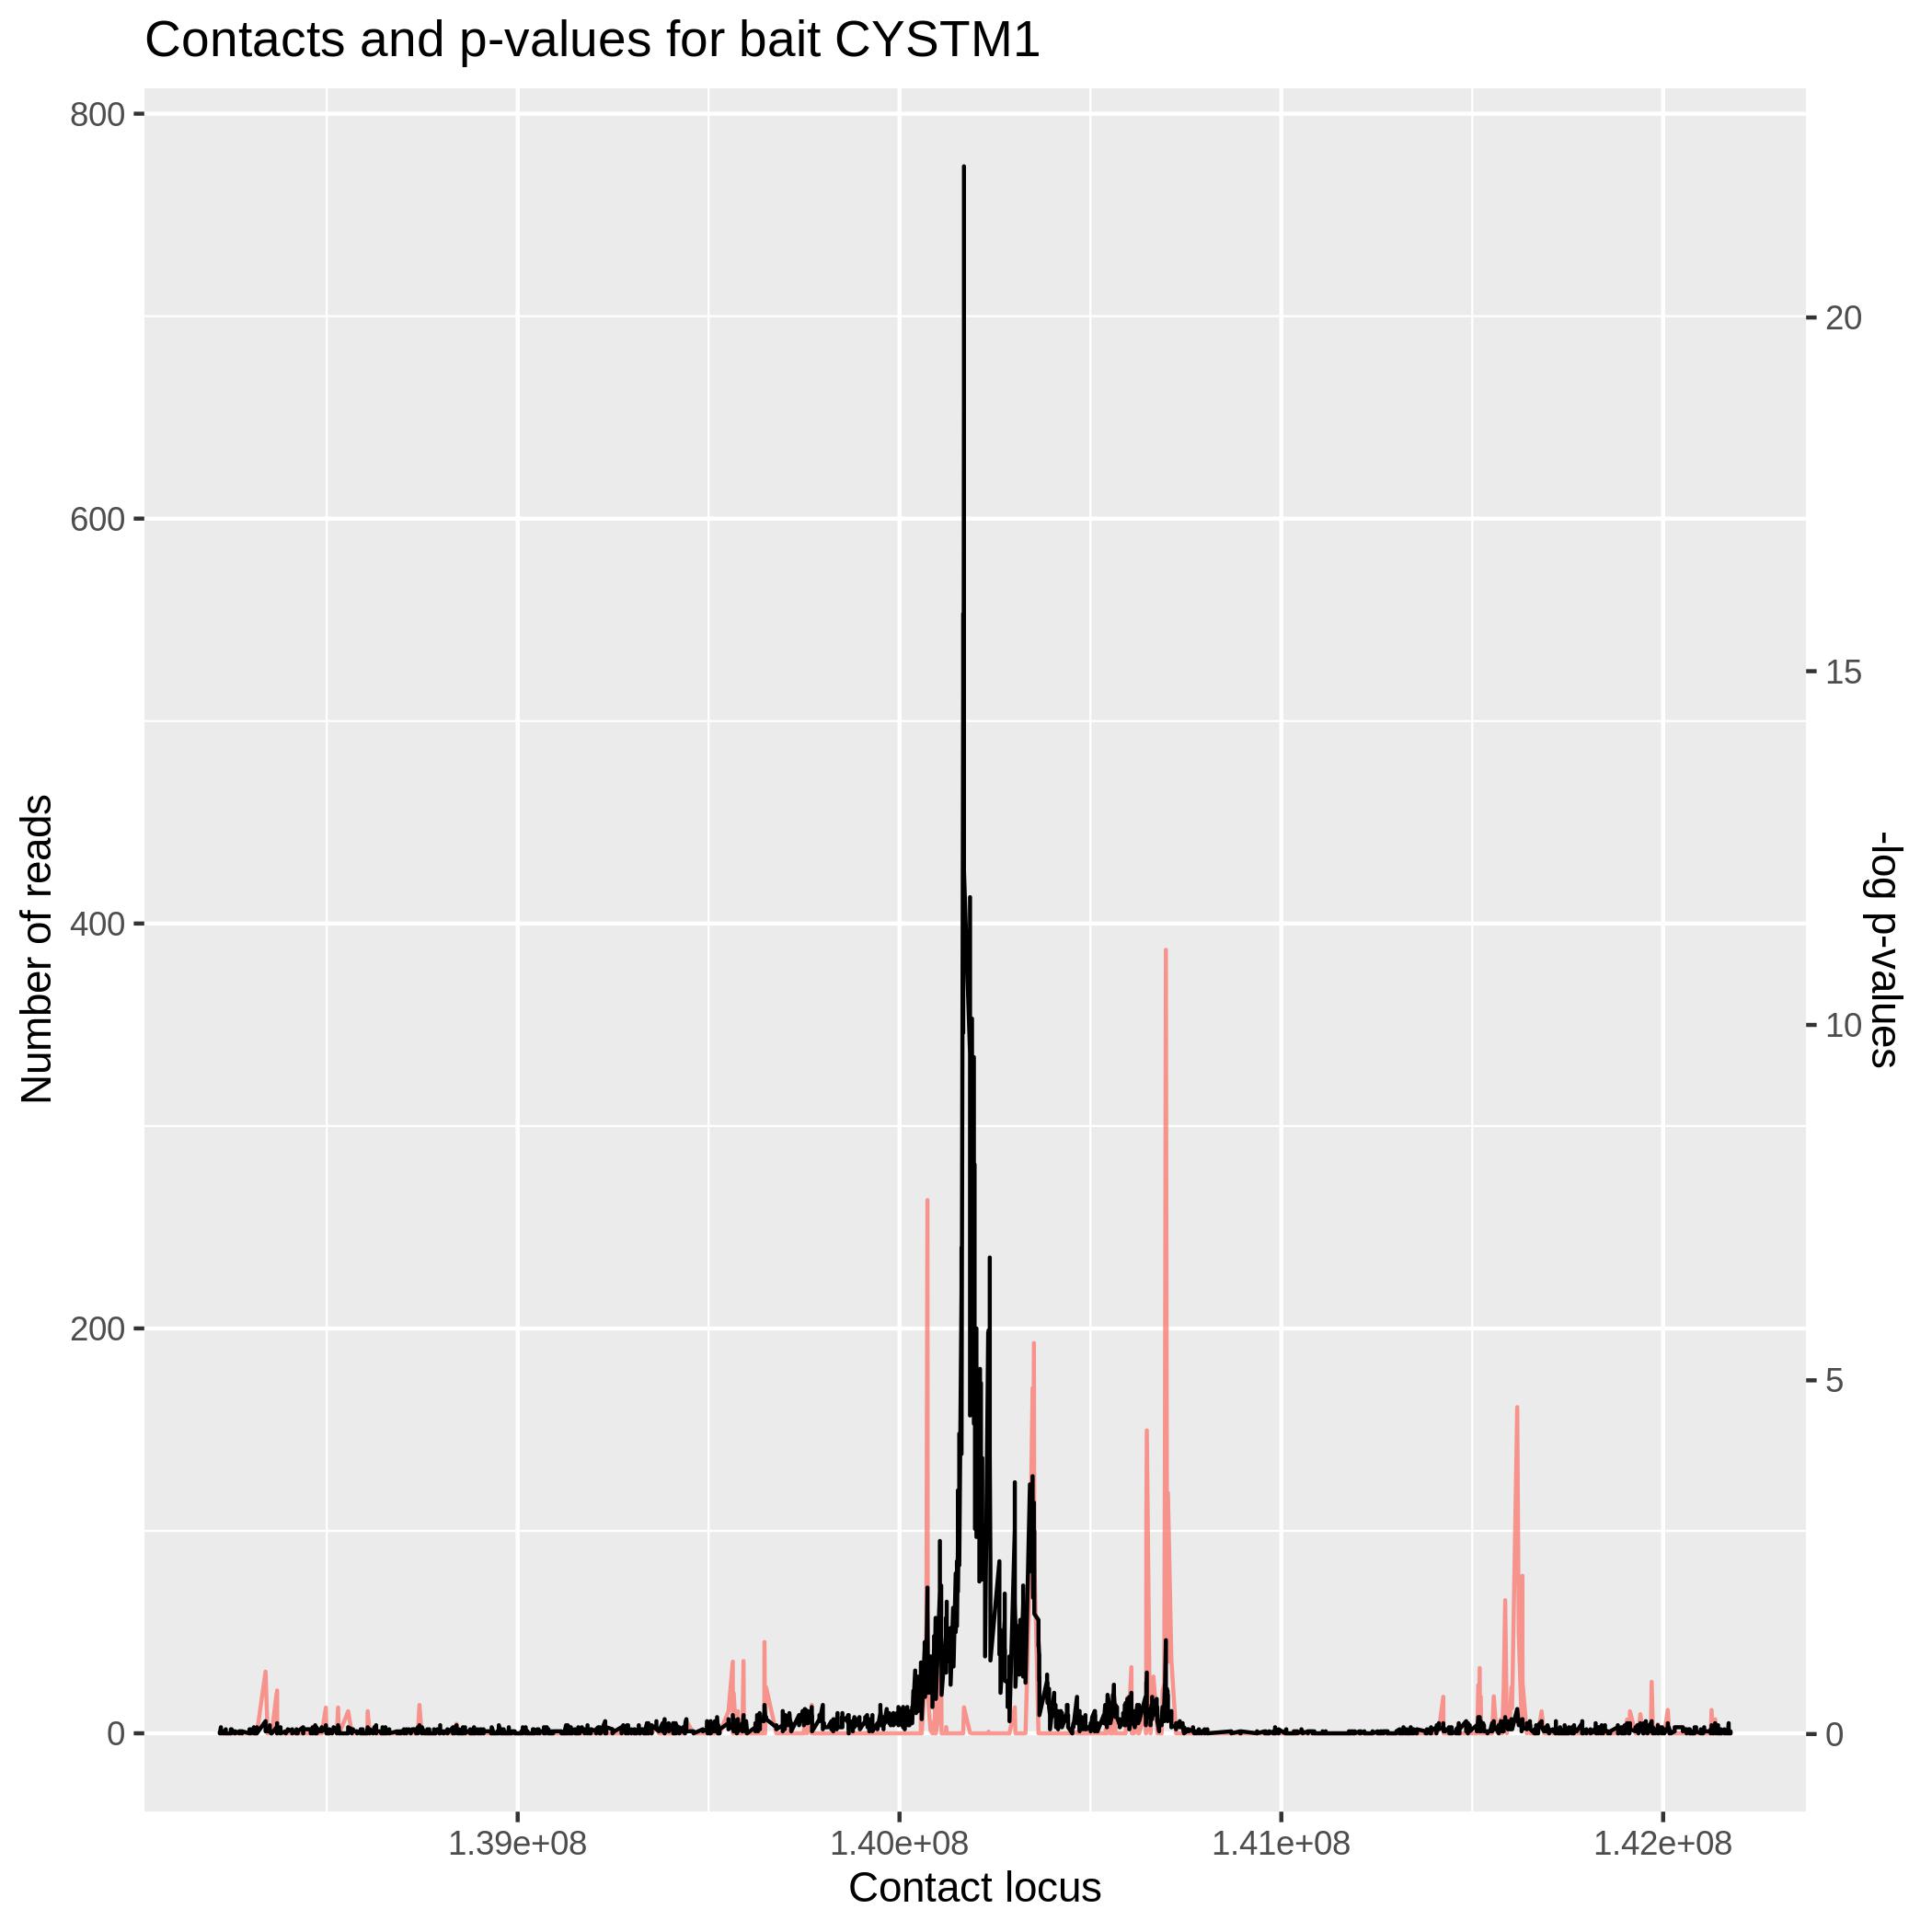 Contacts and p-values for bait CYSTM1
Number of reads
800
600
400
200
0
20
15
10
5
0
-log p-values
1.39e+08
1.40e+08
1.41e+08
1.42e+08
Contact locus